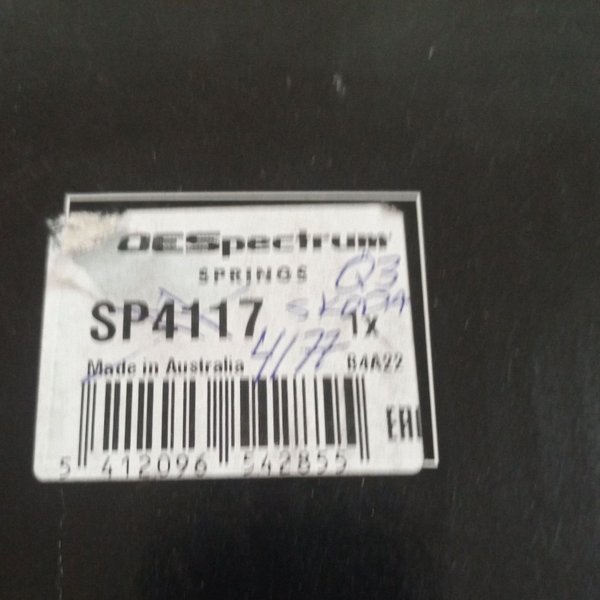 OESpectrum
SPRINGS
Q3
SKODA
SP4117
1x
4177
Made in Australia
B4A22
EAC
5 412096 542855